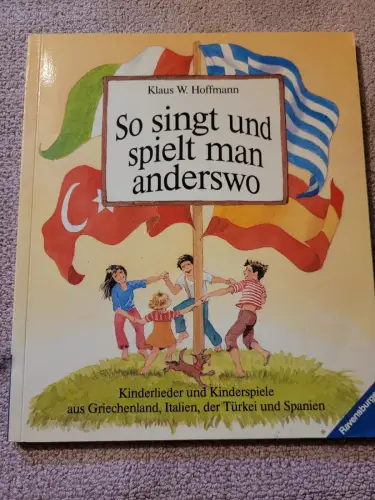 Klaus W. Hoffmann
So singt und
spielt man
anderswo
Kinderlieder und Kinderspiele
aus Griechenland, Italien, der Türkei und Spanien
Ravensburger